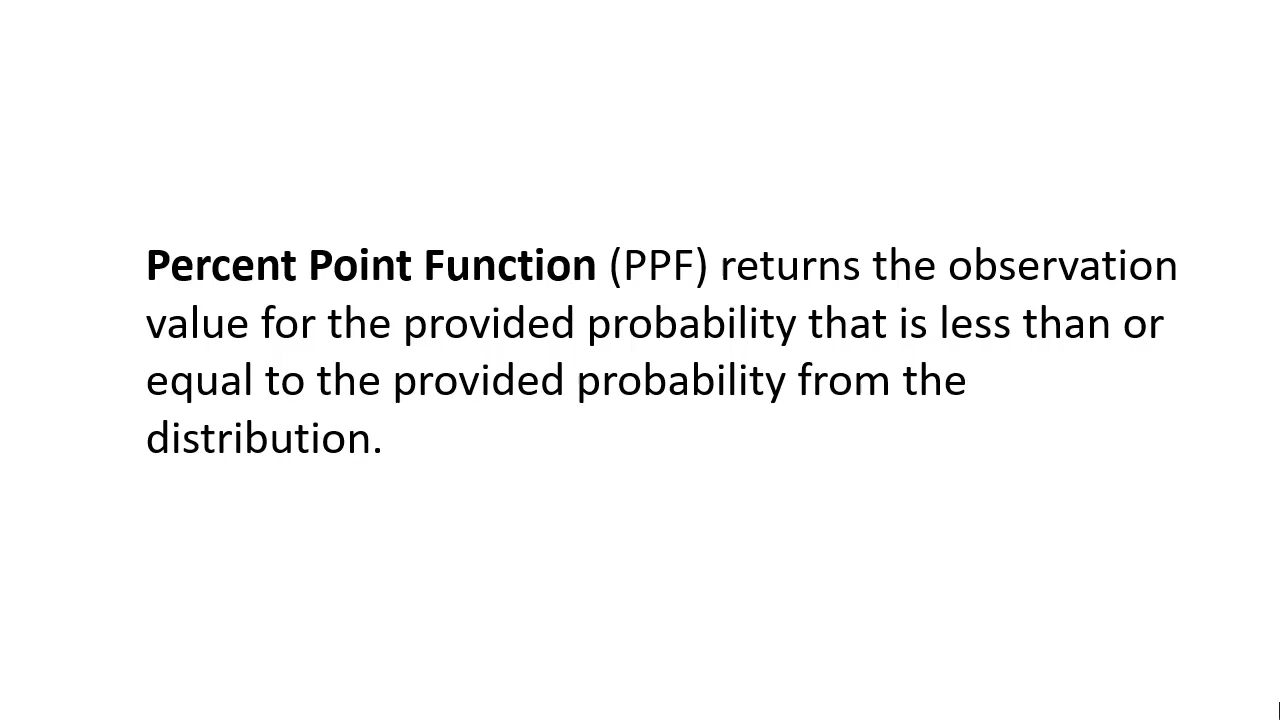 Percent Point Function (PPF) returns the observation
value for the provided probability that is less than or
equal to the provided probability from the
distribution.